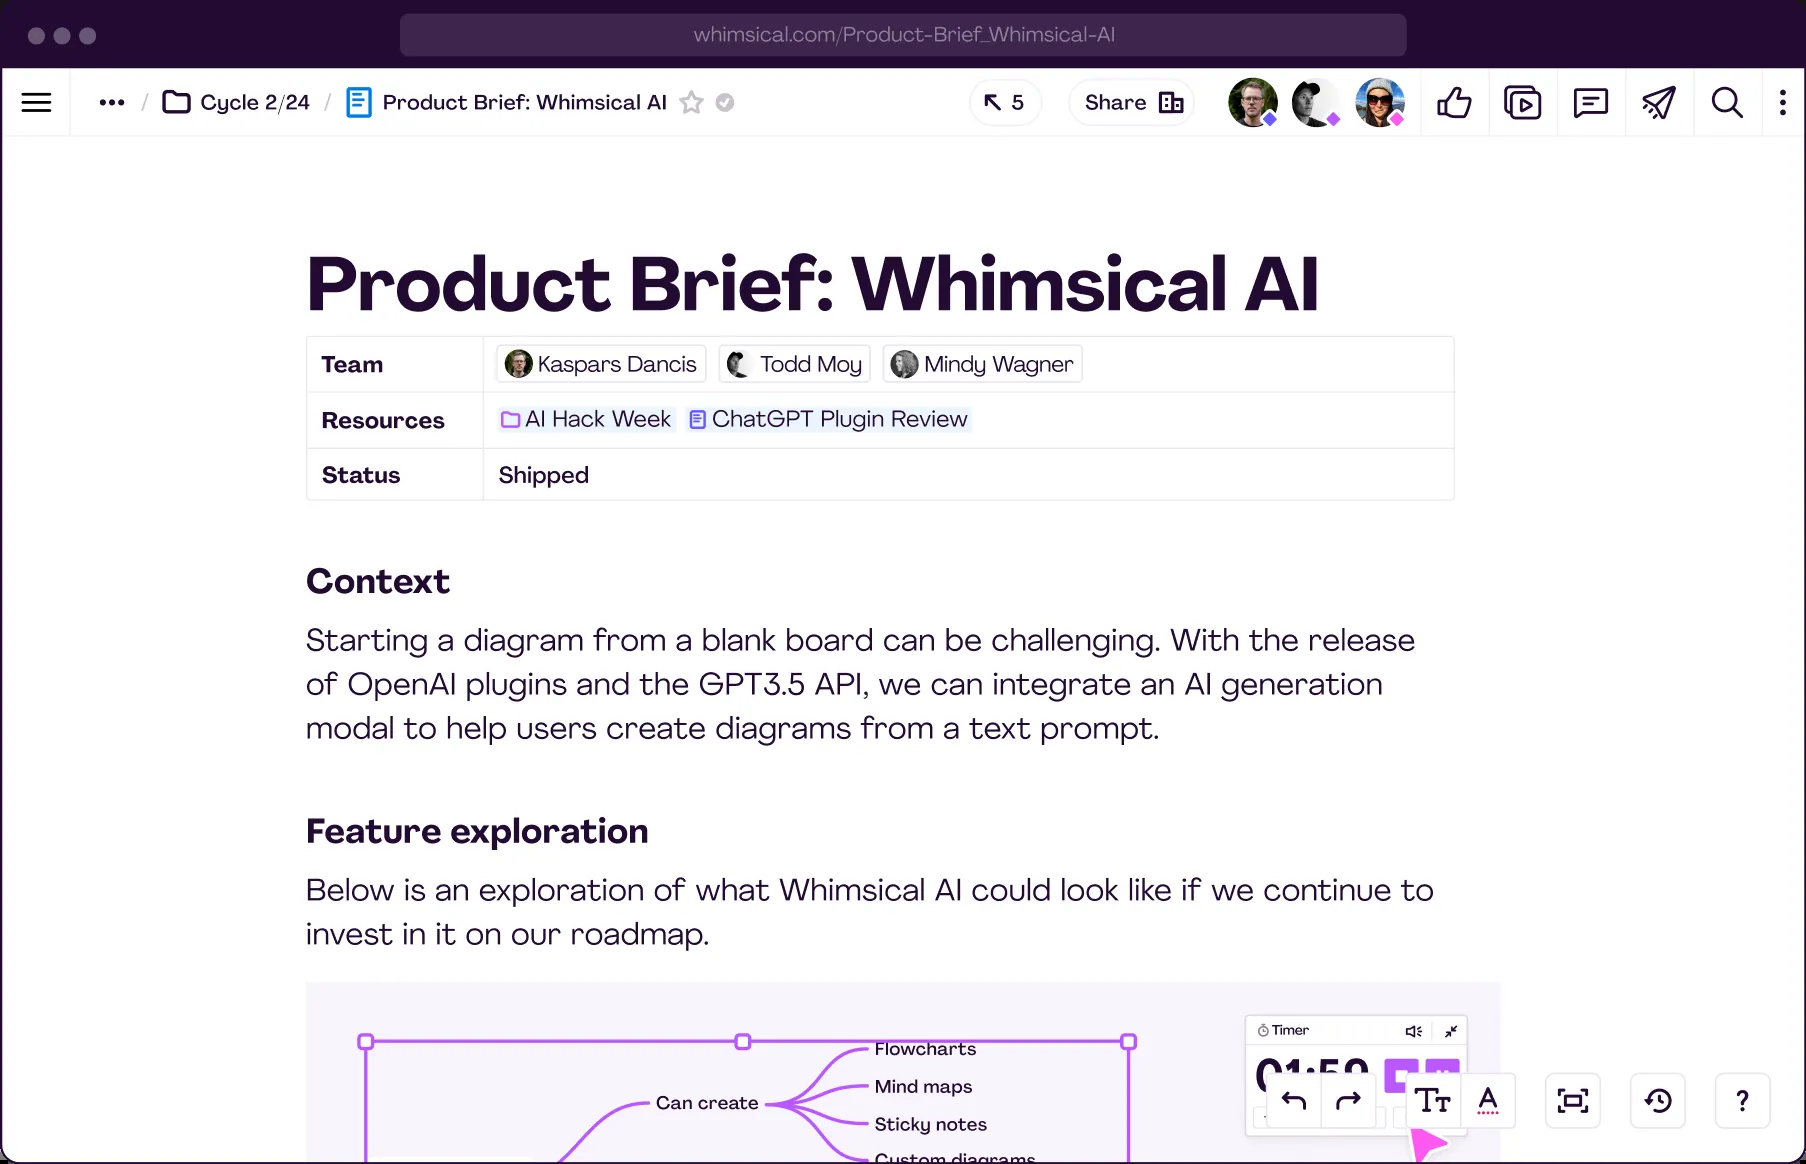 whimsical.com/Product-Brief_Whimsical-AI
••• / Cycle 2/24 / Product Brief: Whimsical AI
5
Share
Product Brief: Whimsical AI
Team Kaspars Dancis Todd Moy Mindy Wagner
Resources AI Hack Week ChatGPT Plugin Review
Status Shipped
Context
Starting a diagram from a blank board can be challenging. With the release
of OpenAI plugins and the GPT3.5 API, we can integrate an AI generation
modal to help users create diagrams from a text prompt.
Feature exploration
Below is an exploration of what Whimsical AI could look like if we continue to
invest in it on our roadmap.
Can create
Flowcharts
Mind maps
Sticky notes
Custom diagrams
Timer
01:59
TT
A
?